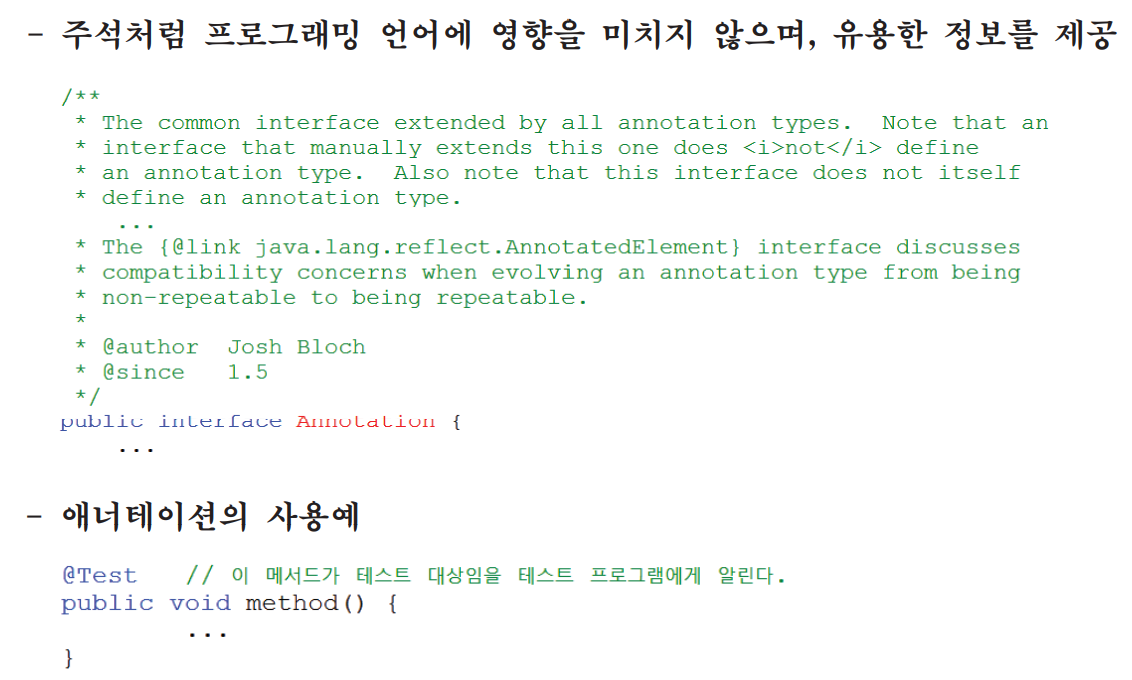 - 주석처럼 프로그래밍 언어에 영향을 미치지 않으며, 유용한 정보를 제공
/**
 * The common interface extended by all annotation types.  Note that an
 * interface that manually extends this one does <i>not</i> define
 * an annotation type.  Also note that this interface does not itself
 * define an annotation type.
    ...
 * The {@link java.lang.reflect.AnnotatedElement} interface discusses
 * compatibility concerns when evolving an annotation type from being
 * non-repeatable to being repeatable.
 *
 * @author  Josh Bloch
 * @since   1.5
 */
public interface Annotation {
    ...
- 애너테이션의 사용예
@Test   // 이 메서드가 테스트 대상임을 테스트 프로그램에게 알린다.
public void method() {
        ...
}